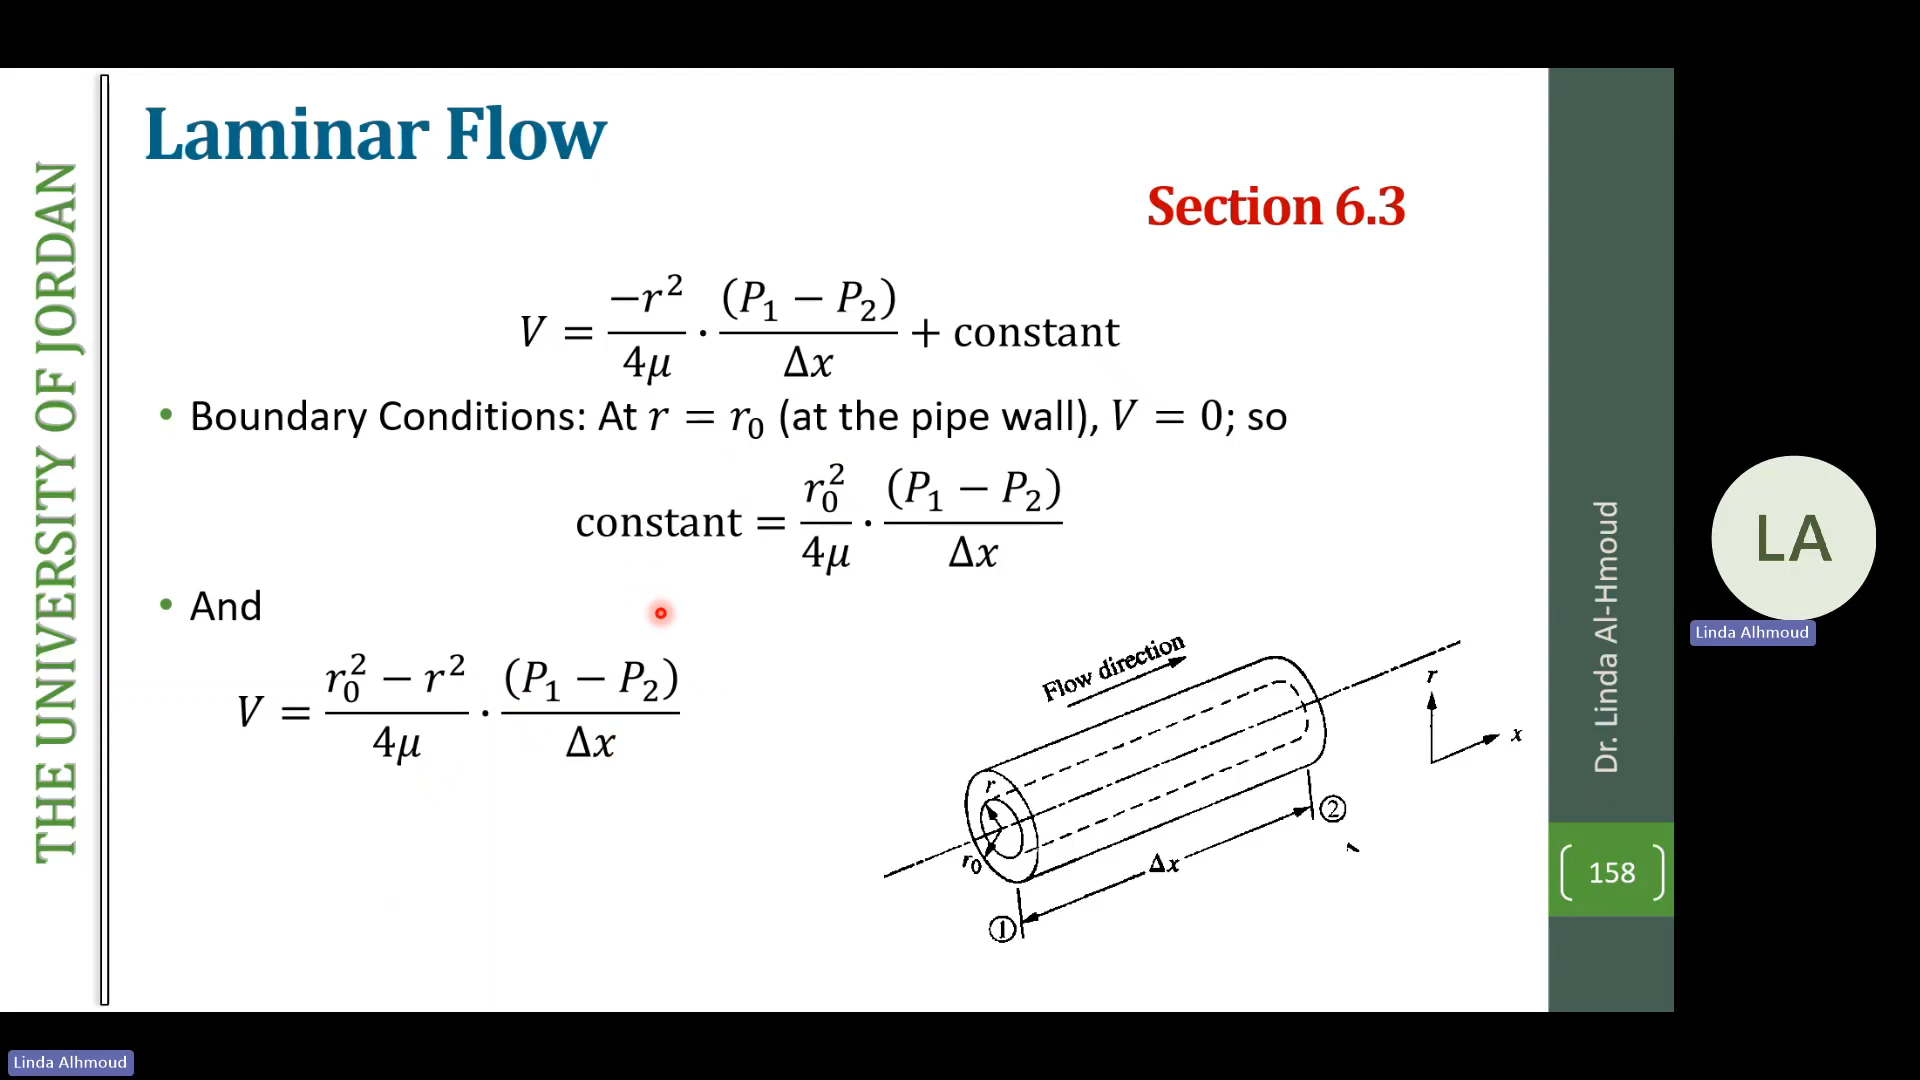 THE UNIVERSITY OF JORDAN
Laminar Flow
Section 6.3
V = −r²/4μ · (P₁ − P₂)/Δx + constant
• Boundary Conditions: At r = r₀ (at the pipe wall), V = 0; so
constant = r₀²/4μ · (P₁ − P₂)/Δx
• And
V = r₀² − r²/4μ · (P₁ − P₂)/Δx
Flow direction
r
x
r
r₀
Δx
②
①
Dr. Linda Al-Hmoud
158
LA
Linda Alhmoud
Linda Alhmoud